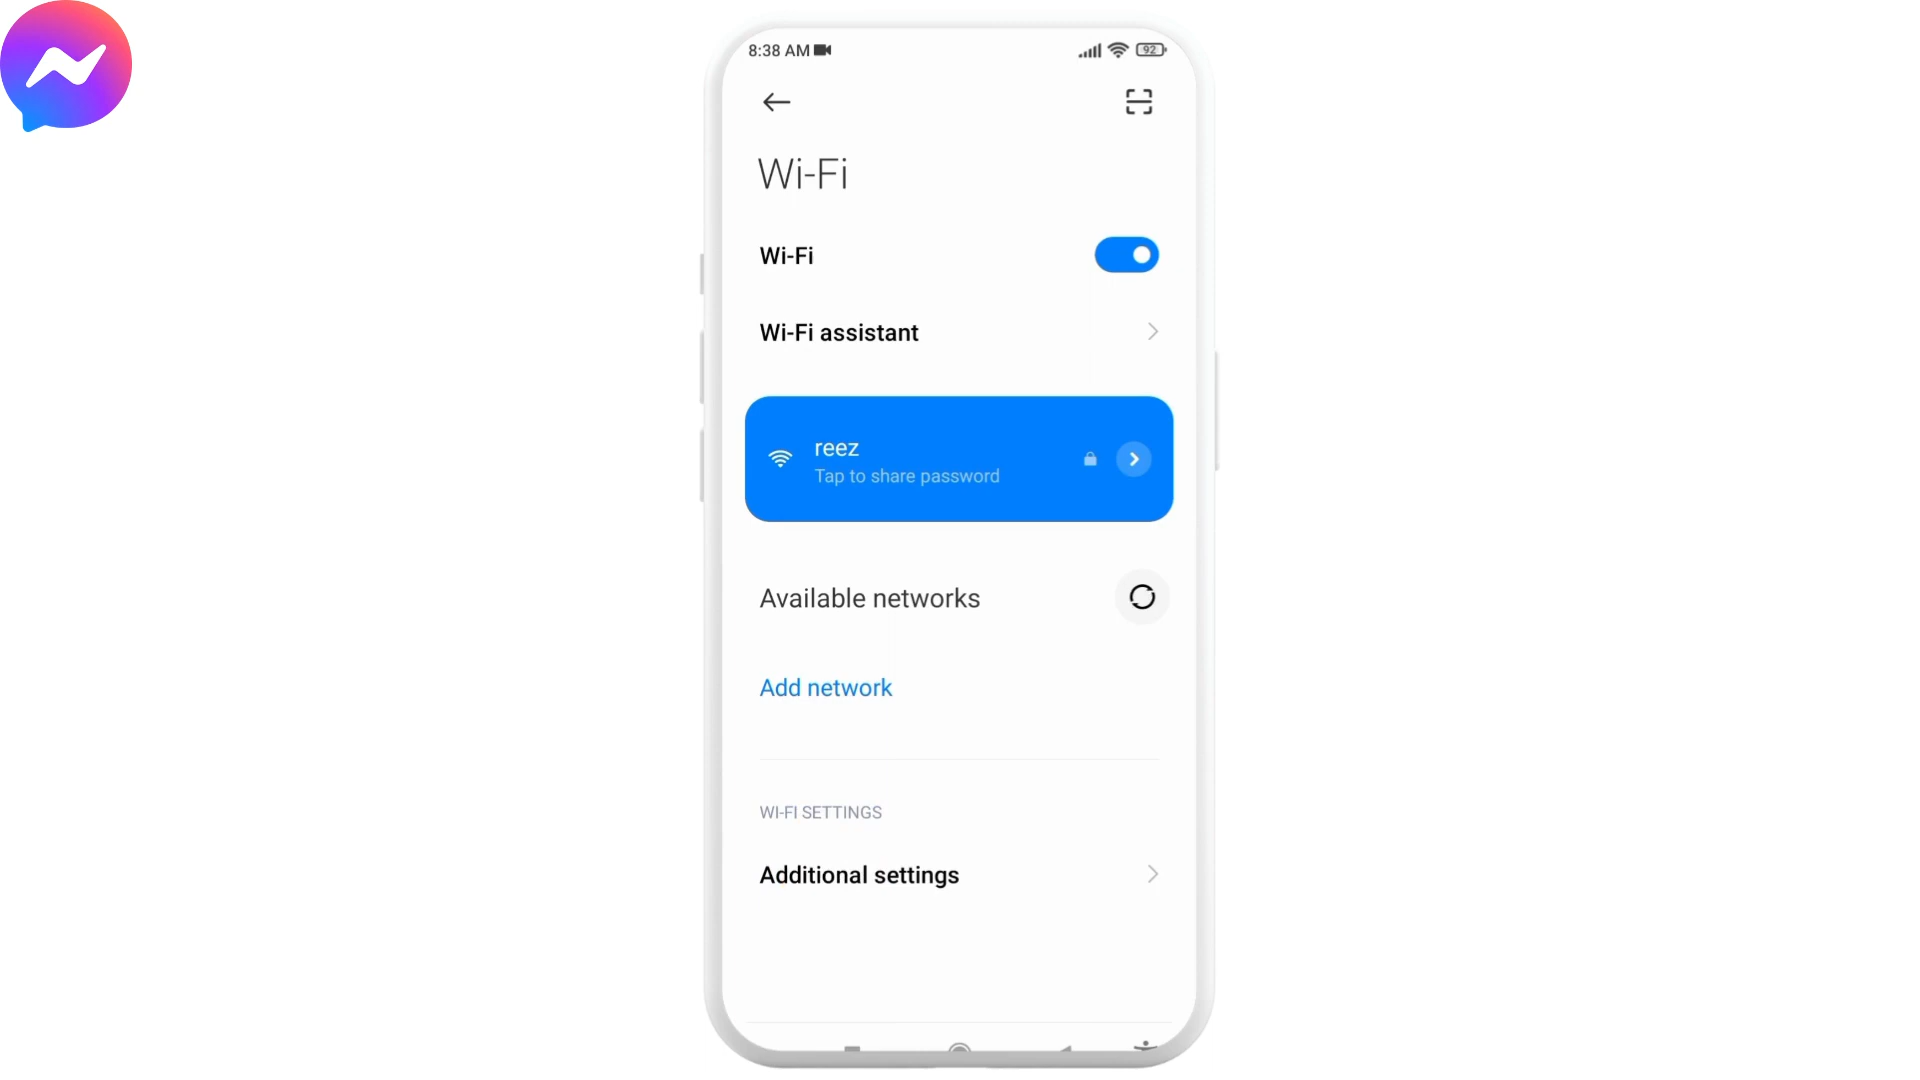 8:38 AM
92
Wi-Fi
Wi-Fi
Wi-Fi assistant
reez
Tap to share password
Available networks
Add network
WI-FI SETTINGS
Additional settings